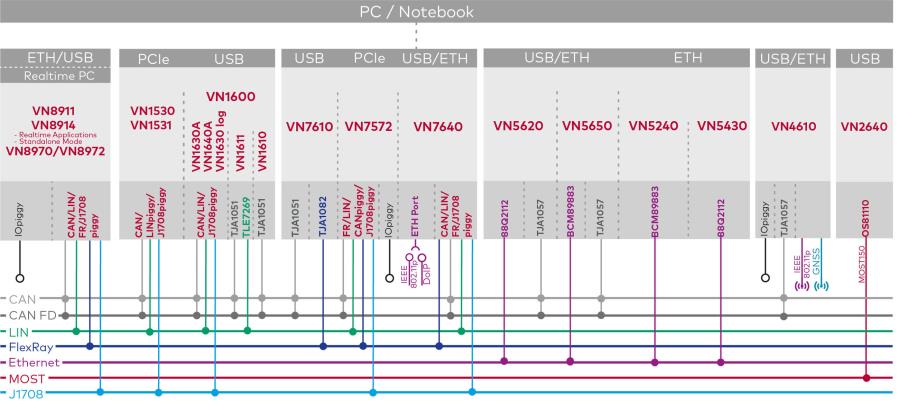 PC / Notebook
ETH/USB
PCIe
USB
USB
PCIe
USB/ETH
USB/ETH
ETH
USB/ETH
USB
Realtime PC
VN8911
VN8914
- Realtime Applications
- Standalone Mode
VN8970/VN8972
VN1530
VN1531
VN1600
VN1630A
VN1640A
VN1630 log
VN1611
VN1610
VN7610
VN7572
VN7640
VN5620
VN5650
VN5240
VN5430
VN4610
VN2640
IOpiggy
CAN/LIN/
FR/J1708
piggy
CAN/
LINpiggy/
J1708piggy
CAN/LIN/
J1708piggy
TJA1051
TLE7269
TJA1051
TJA1051
TJA1082
FR/LIN/
CANpiggy/
J1708piggy
IOpiggy
ETH Port
CAN/LIN/
FR/J1708
piggy
88Q2112
TJA1057
BCM89883
TJA1057
BCM89883
88Q2112
IOpiggy
TJA1057
OS81110
IEEE
802.11p
DoIP
IEEE
802.11p
GNSS
MOST150
CAN
CAN FD
LIN
FlexRay
Ethernet
MOST
J1708